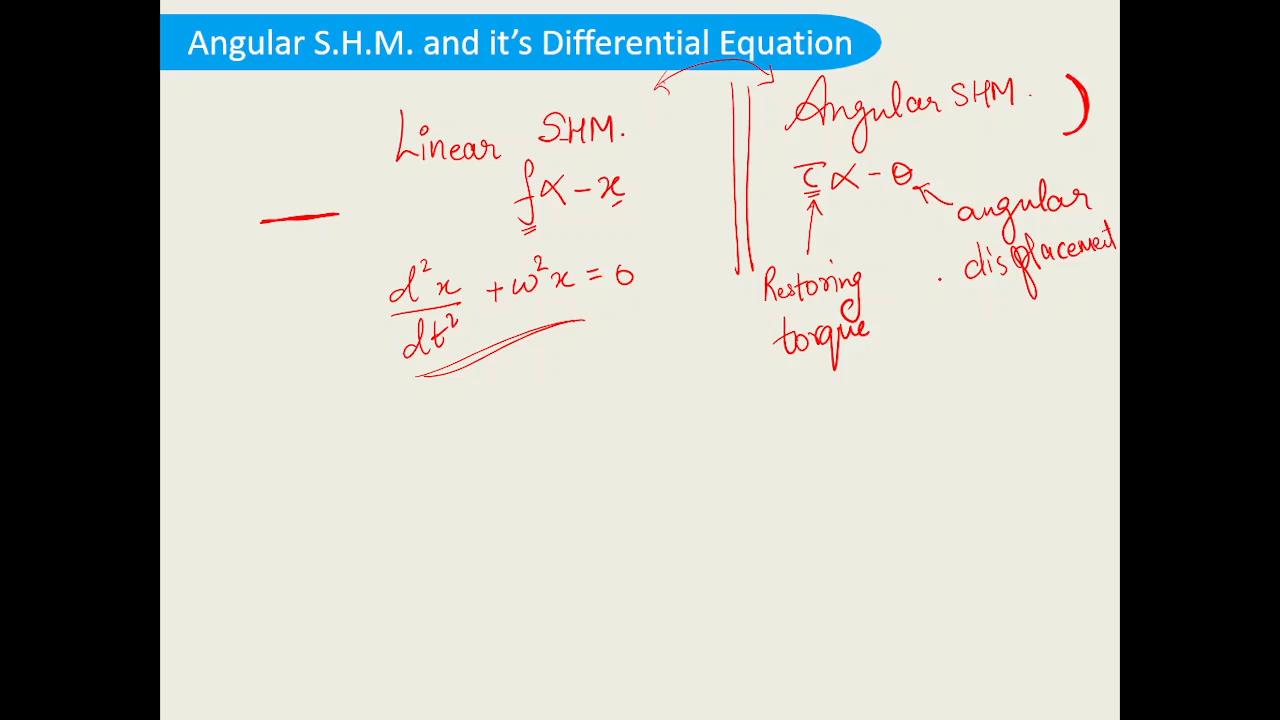 Angular S.H.M. and it's Differential Equation
Linear SHM.
f ∝ - x
d²x/dt² + ω²x = 0
Angular SHM.
τ ∝ - θ
angular
displacement
Restoring
torque